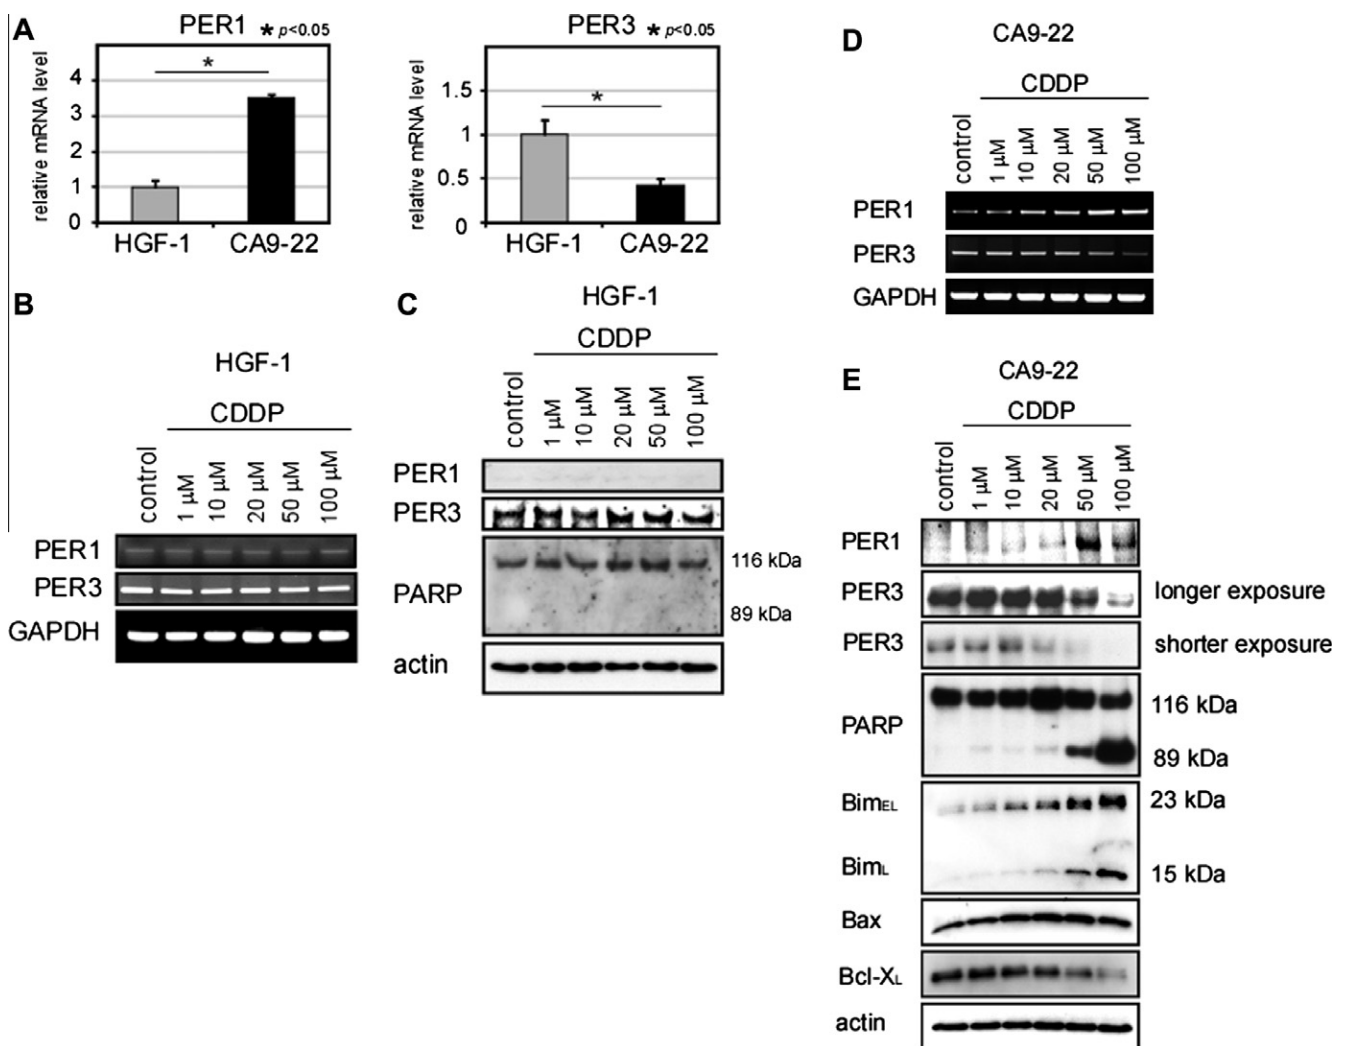 A
PER1 * p<0.05
relative mRNA level
4
3
2
1
0
*
HGF-1 CA9-22
PER3 * p<0.05
relative mRNA level
1.5
1
0.5
0
*
HGF-1 CA9-22
B
HGF-1
CDDP
control 1 µM 10 µM 20 µM 50 µM 100 µM
PER1
PER3
GAPDH
C
HGF-1
CDDP
control 1 µM 10 µM 20 µM 50 µM 100 µM
PER1
PER3
PARP
116 kDa
89 kDa
actin
D
CA9-22
CDDP
control 1 µM 10 µM 20 µM 50 µM 100 µM
PER1
PER3
GAPDH
E
CA9-22
CDDP
control 1 µM 10 µM 20 µM 50 µM 100 µM
PER1
PER3 longer exposure
PER3 shorter exposure
PARP
116 kDa
89 kDa
BimEL 23 kDa
BimL 15 kDa
Bax
Bcl-XL
actin